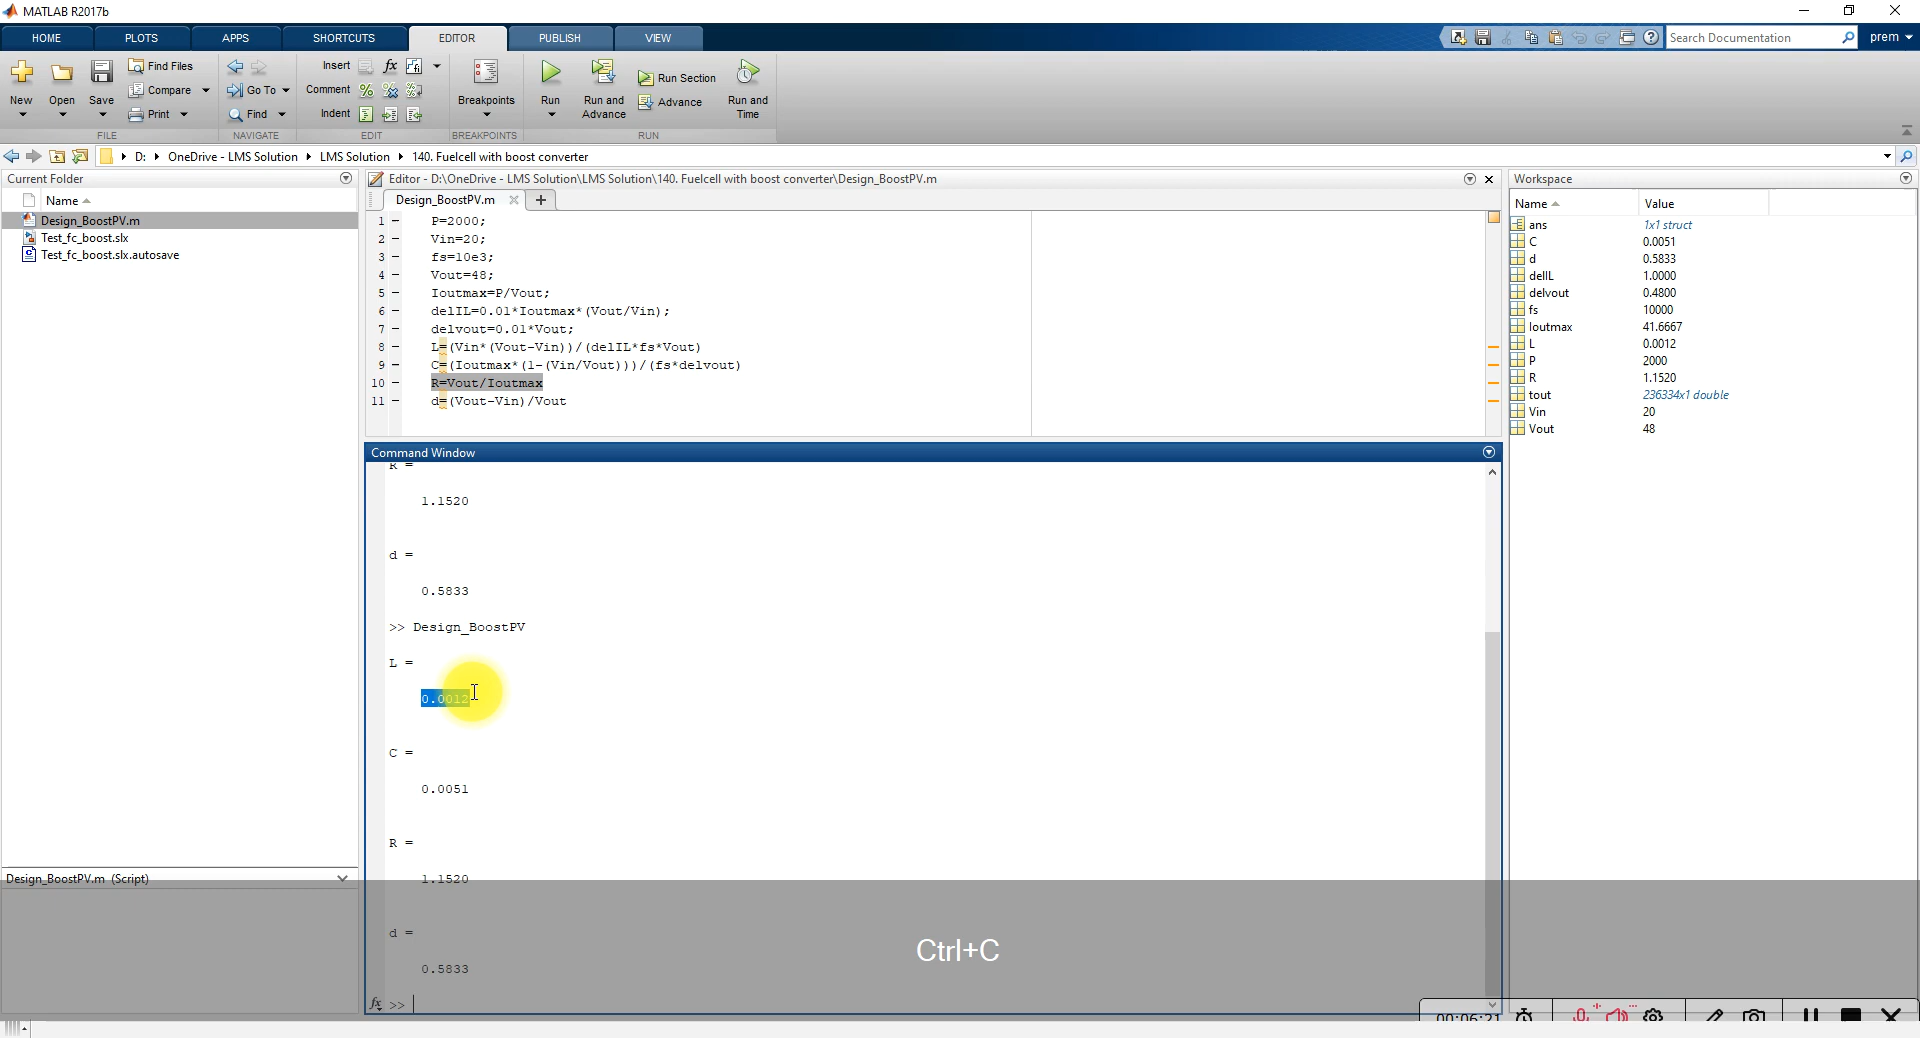 MATLAB R2017b
HOME PLOTS APPS SHORTCUTS EDITOR PUBLISH VIEW
Search Documentation
prem
New
Open
Save
Find Files
Compare
Print
FILE
Go To
Find
NAVIGATE
Insert
Comment
Indent
EDIT
Breakpoints
BREAKPOINTS
Run
Run and Advance
Run Section
Advance
Run and Time
RUN
D: OneDrive - LMS Solution LMS Solution 140. Fuelcell with boost converter
Current Folder
Name
Design_BoostPV.m
Test_fc_boost.slx
Test_fc_boost.slx.autosave
Design_BoostPV.m (Script)
Editor - D:\OneDrive - LMS Solution\LMS Solution\140. Fuelcell with boost converter\Design_BoostPV.m
Design_BoostPV.m
1 - P=2000;
2 - Vin=20;
3 - fs=10e3;
4 - Vout=48;
5 - Ioutmax=P/Vout;
6 - delIL=0.01*Ioutmax*(Vout/Vin);
7 - delvout=0.01*Vout;
8 - L=(Vin*(Vout-Vin))/(delIL*fs*Vout)
9 - C=(Ioutmax*(1-(Vin/Vout)))/(fs*delvout)
10 - R=Vout/Ioutmax
11 - d=(Vout-Vin)/Vout
Command Window
R =
1.1520
d =
0.5833
>> Design_BoostPV
L =
0.0012
C =
0.0051
R =
1.1520
d =
0.5833
fx >>
Workspace
Name Value
ans 1x1 struct
C 0.0051
d 0.5833
delIL 1.0000
delvout 0.4800
fs 10000
Ioutmax 41.6667
L 0.0012
P 2000
R 1.1520
tout 236334x1 double
Vin 20
Vout 48
Ctrl+C
00:06:21